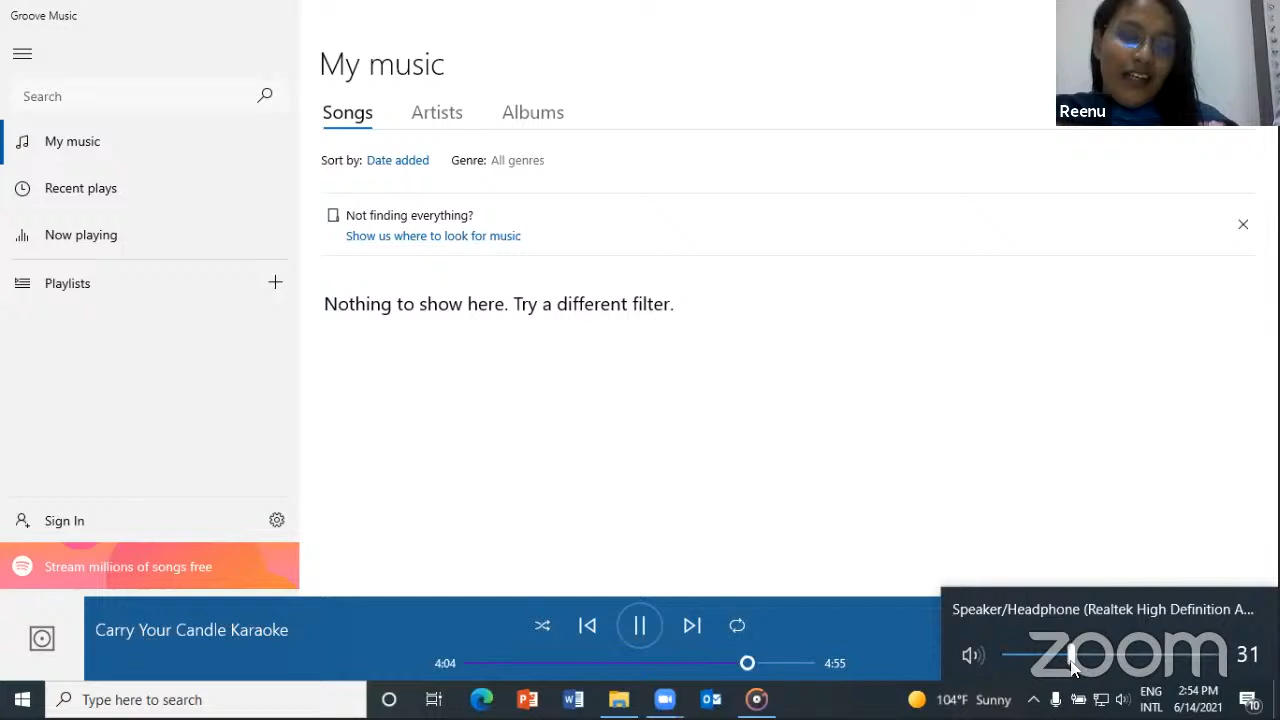 Groove Music
Search
My music
Recent plays
Now playing
Playlists
Sign In
Stream millions of songs free
My music
Songs Artists Albums
Sort by: Date added Genre: All genres
Not finding everything?
Show us where to look for music
Nothing to show here. Try a different filter.
Reenu
Carry Your Candle Karaoke
4:04
4:55
Speaker/Headphone (Realtek High Definition A...
31
zoom
Type here to search
104°F Sunny
ENG
INTL
2:54 PM
6/14/2021
10